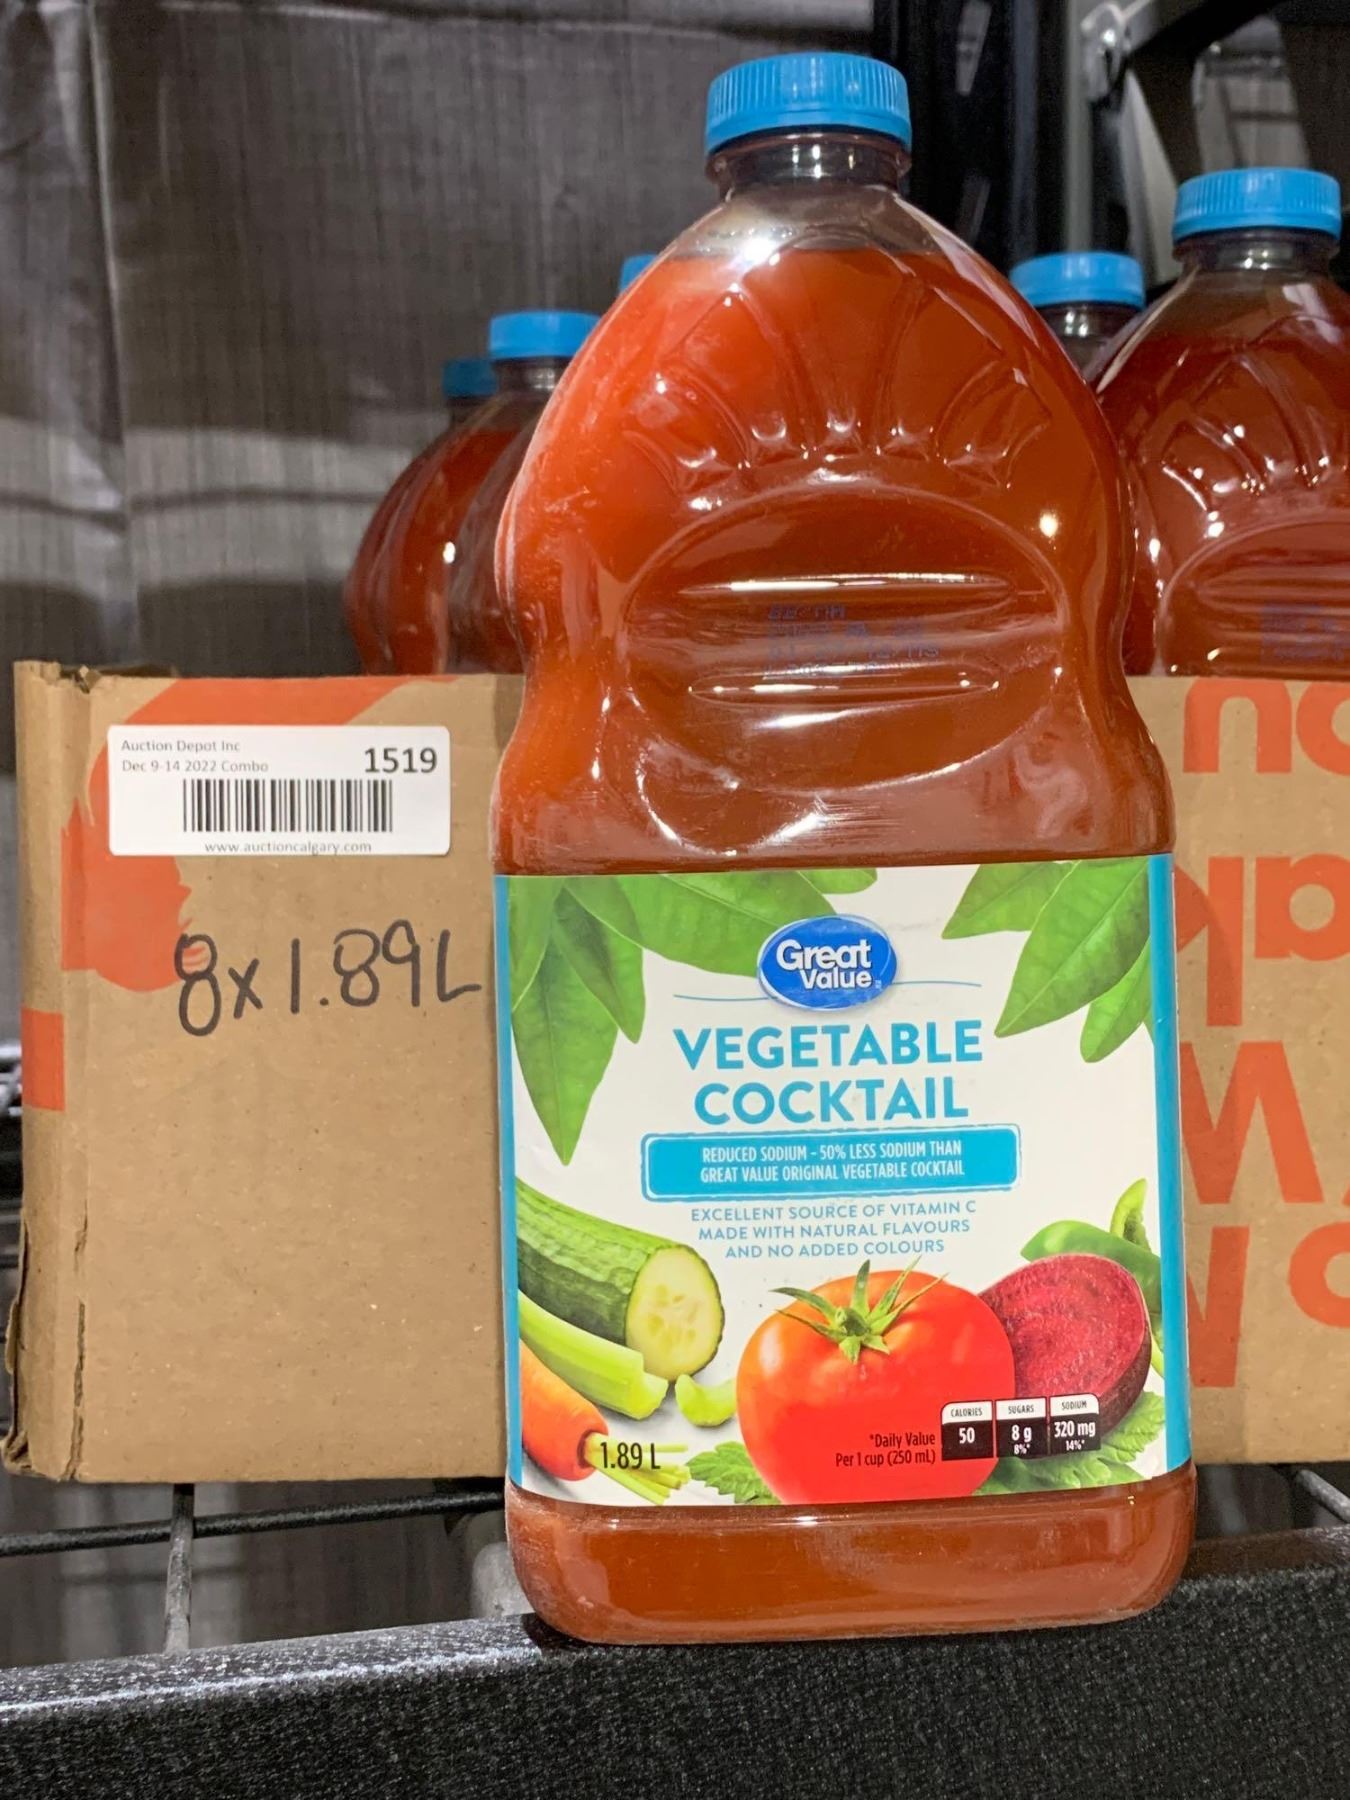 Auction Depot Inc
Dec 9-14 2022 Combo
1519
www.auctioncalgary.com
8x1.89L
Great
Value
VEGETABLE
COCKTAIL
REDUCED SODIUM - 50% LESS SODIUM THAN
GREAT VALUE ORIGINAL VEGETABLE COCKTAIL
EXCELLENT SOURCE OF VITAMIN C
MADE WITH NATURAL FLAVOURS
AND NO ADDED COLOURS
1.89 L
*Daily Value
Per 1 cup (250 mL)
CALORIES
50
SUGARS
8 g
8%*
SODIUM
320 mg
14%*